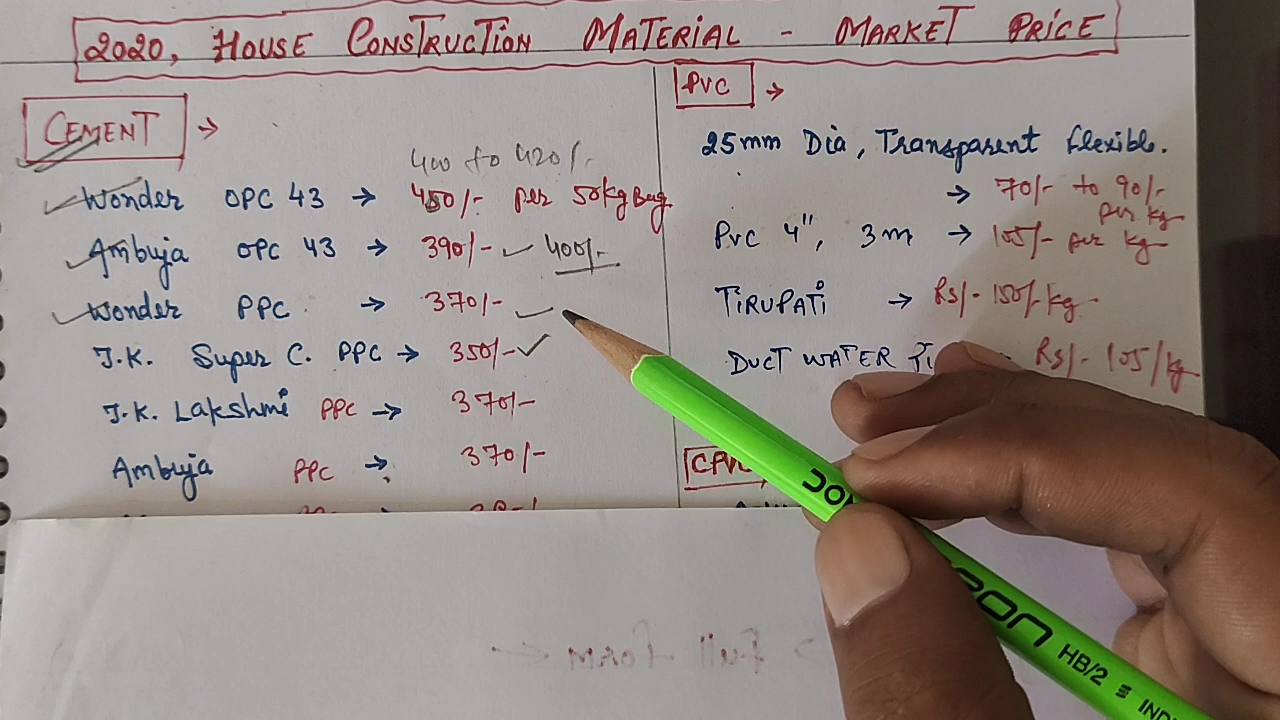 2020, HOUSE CONSTRUCTION MATERIAL - MARKET PRICE
CEMENT →
400 to 420/-
Wonder OPC 43 → 450/- per 50kg Bag
Ambuja OPC 43 → 390/- 400/-
Wonder PPC → 370/-
J.K. Super C. PPC → 350/-
J.K. Lakshmi PPC → 370/-
Ambuja PPC → 370/-
PVC →
25mm Dia, Transparent flexible.
→ 70/- to 90/-
per kg
PVC 4", 3m → 105/- per kg
TIRUPATI → Rs/- 150/- kg
DUCT WATER Rs/- 105/kg
CPVC
Full Form
DOMS
HB/2